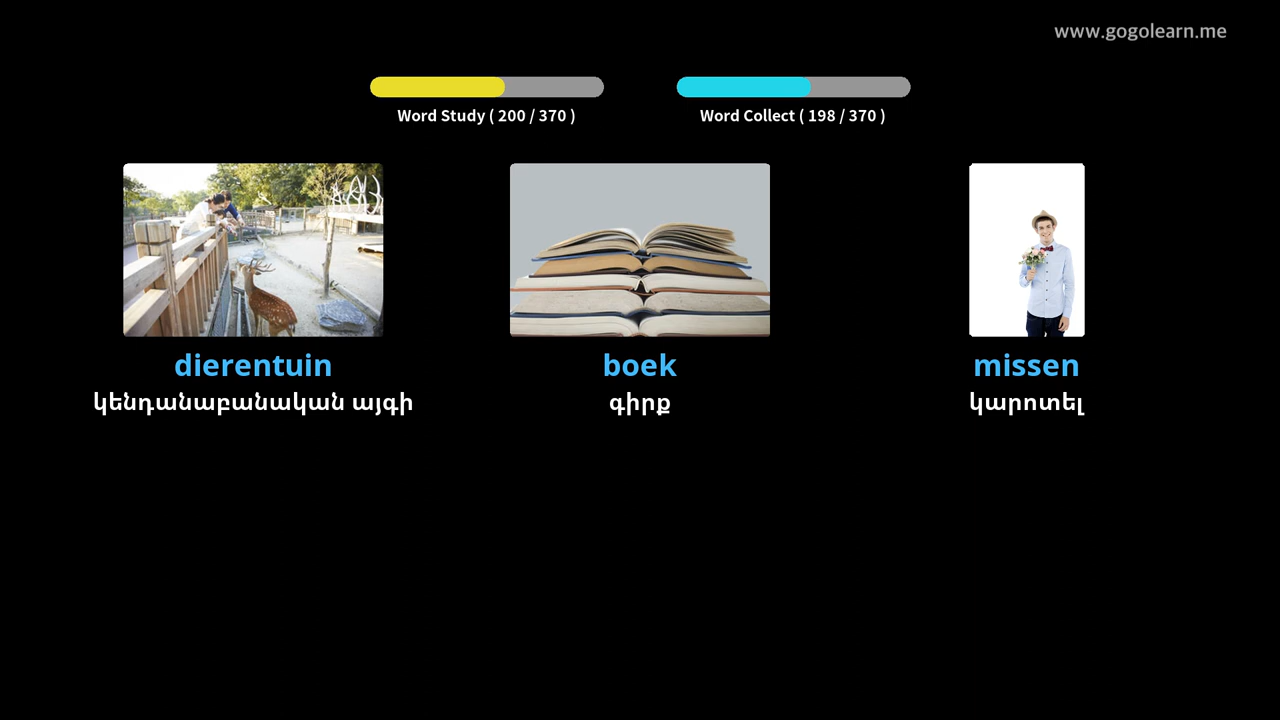 www.gogolearn.me
Word Study ( 200 / 370 )
Word Collect ( 198 / 370 )
dierentuin
կենդանաբանական այգի
boek
գիրք
missen
կարոտել